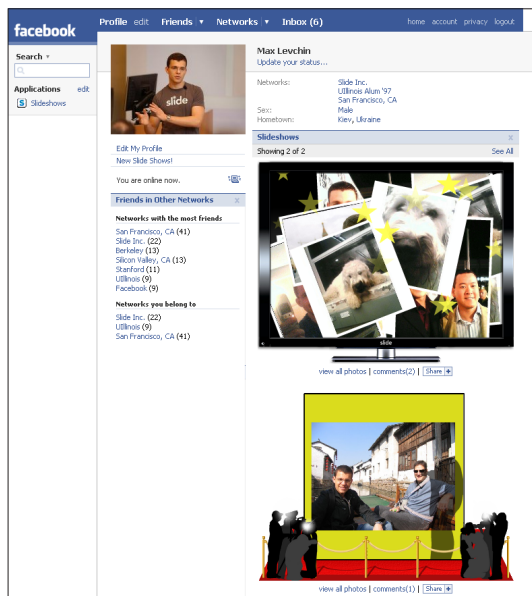 facebook
Profile edit Friends ▼ Networks ▼ Inbox (6) home account privacy logout
Search ▼
Applications edit
Slideshows
slide
Edit My Profile
New Slide Shows!
You are online now.
Friends in Other Networks x
Networks with the most friends
San Francisco, CA (41)
Slide Inc. (22)
Berkeley (13)
Silicon Valley, CA (13)
Stanford (11)
UIllinois (9)
Facebook (9)
Networks you belong to
Slide Inc. (22)
UIllinois (9)
San Francisco, CA (41)
Max Levchin
Update your status...
Networks: Slide Inc.
UIllinois Alum '97
San Francisco, CA
Sex: Male
Hometown: Kiev, Ukraine
Slideshows x
Showing 2 of 2 See All
slide
view all photos | comments(2) | Share +
view all photos | comments(1) | Share +